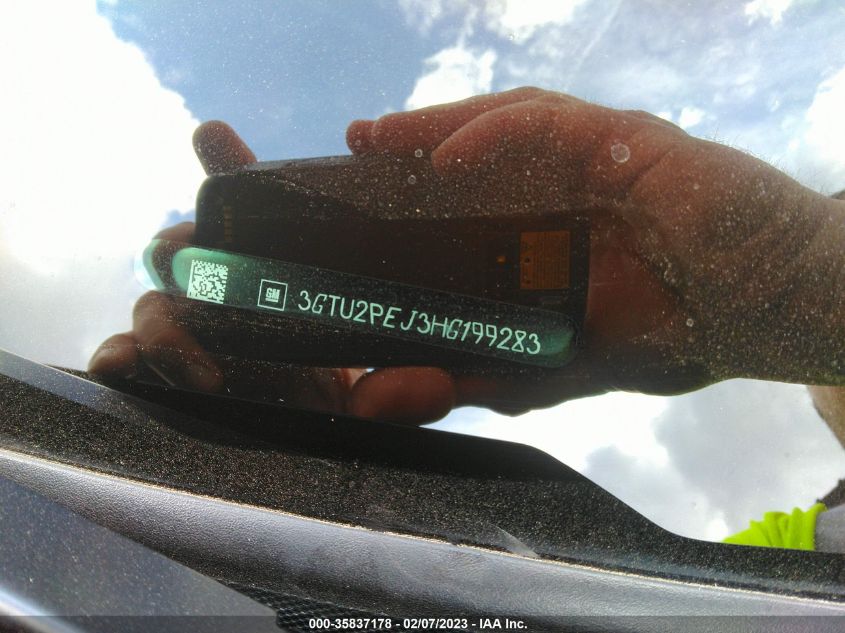 GM 3GTU2PEJ3HG199283
000-35837178 - 02/07/2023 - IAA Inc.